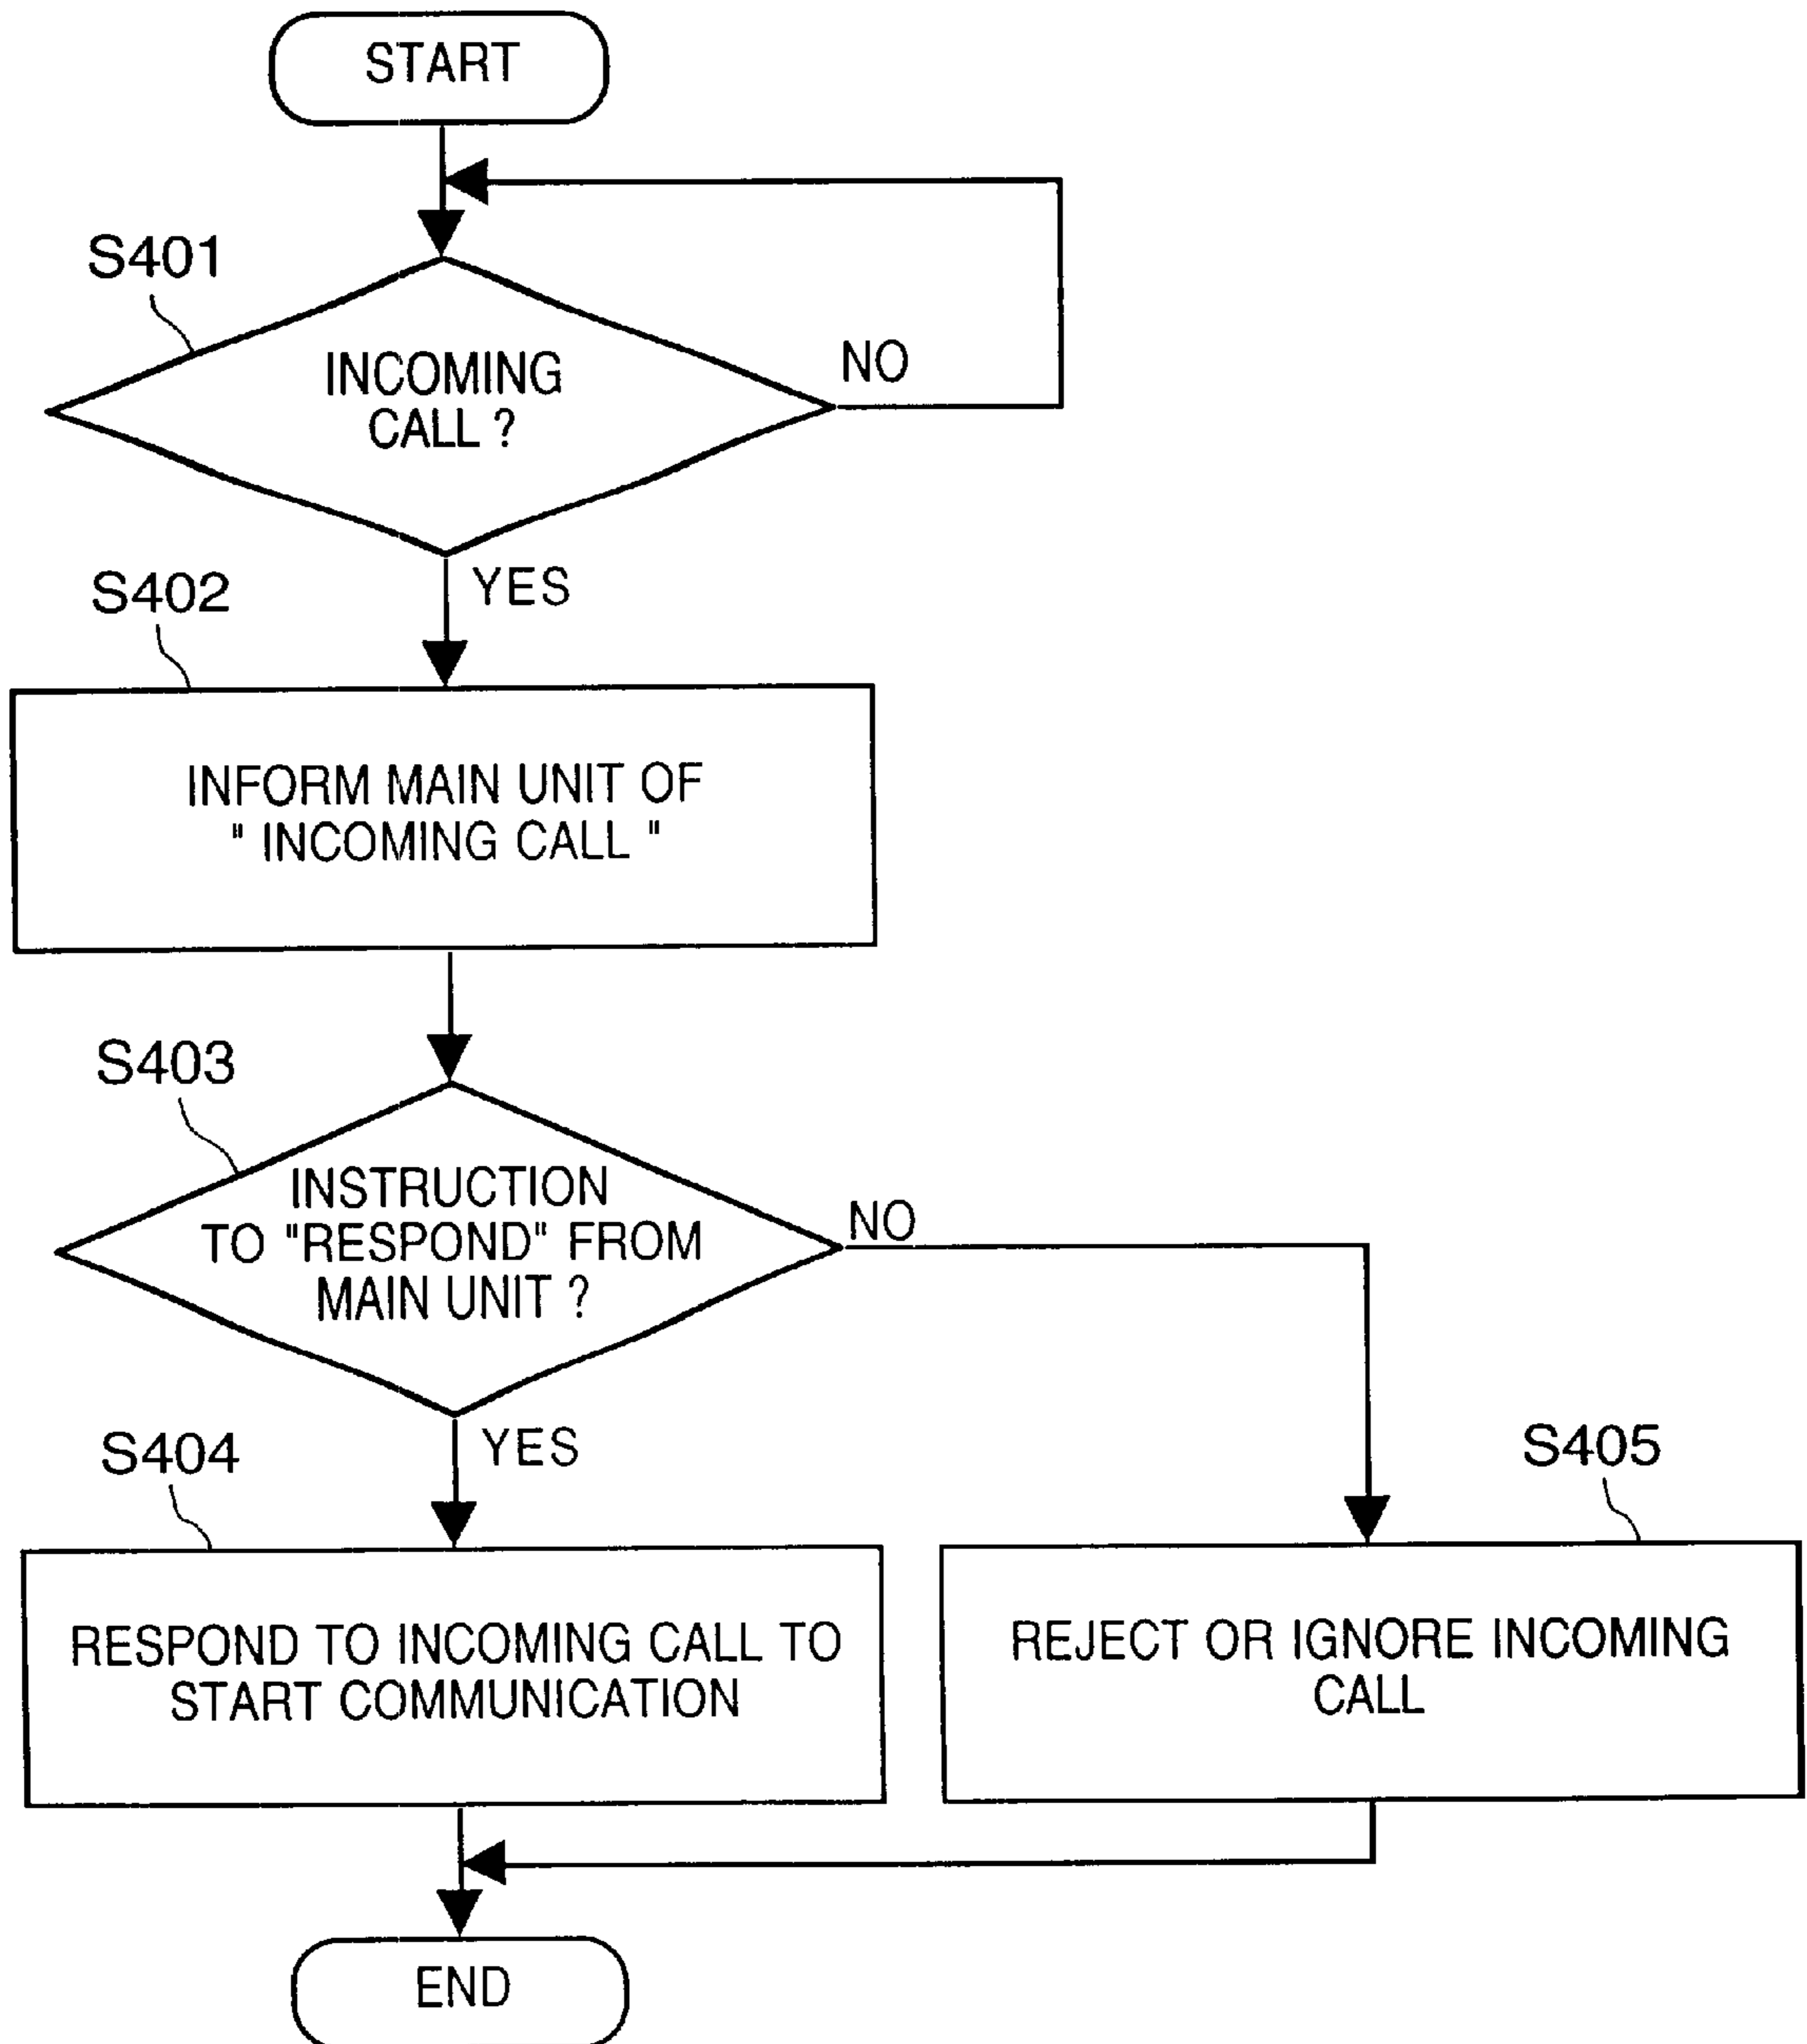 START
S401
INCOMING
CALL ?
NO
YES
S402
INFORM MAIN UNIT OF
" INCOMING CALL "
S403
INSTRUCTION
TO "RESPOND" FROM
MAIN UNIT ?
NO
YES
S404
RESPOND TO INCOMING CALL TO
START COMMUNICATION
S405
REJECT OR IGNORE INCOMING
CALL
END